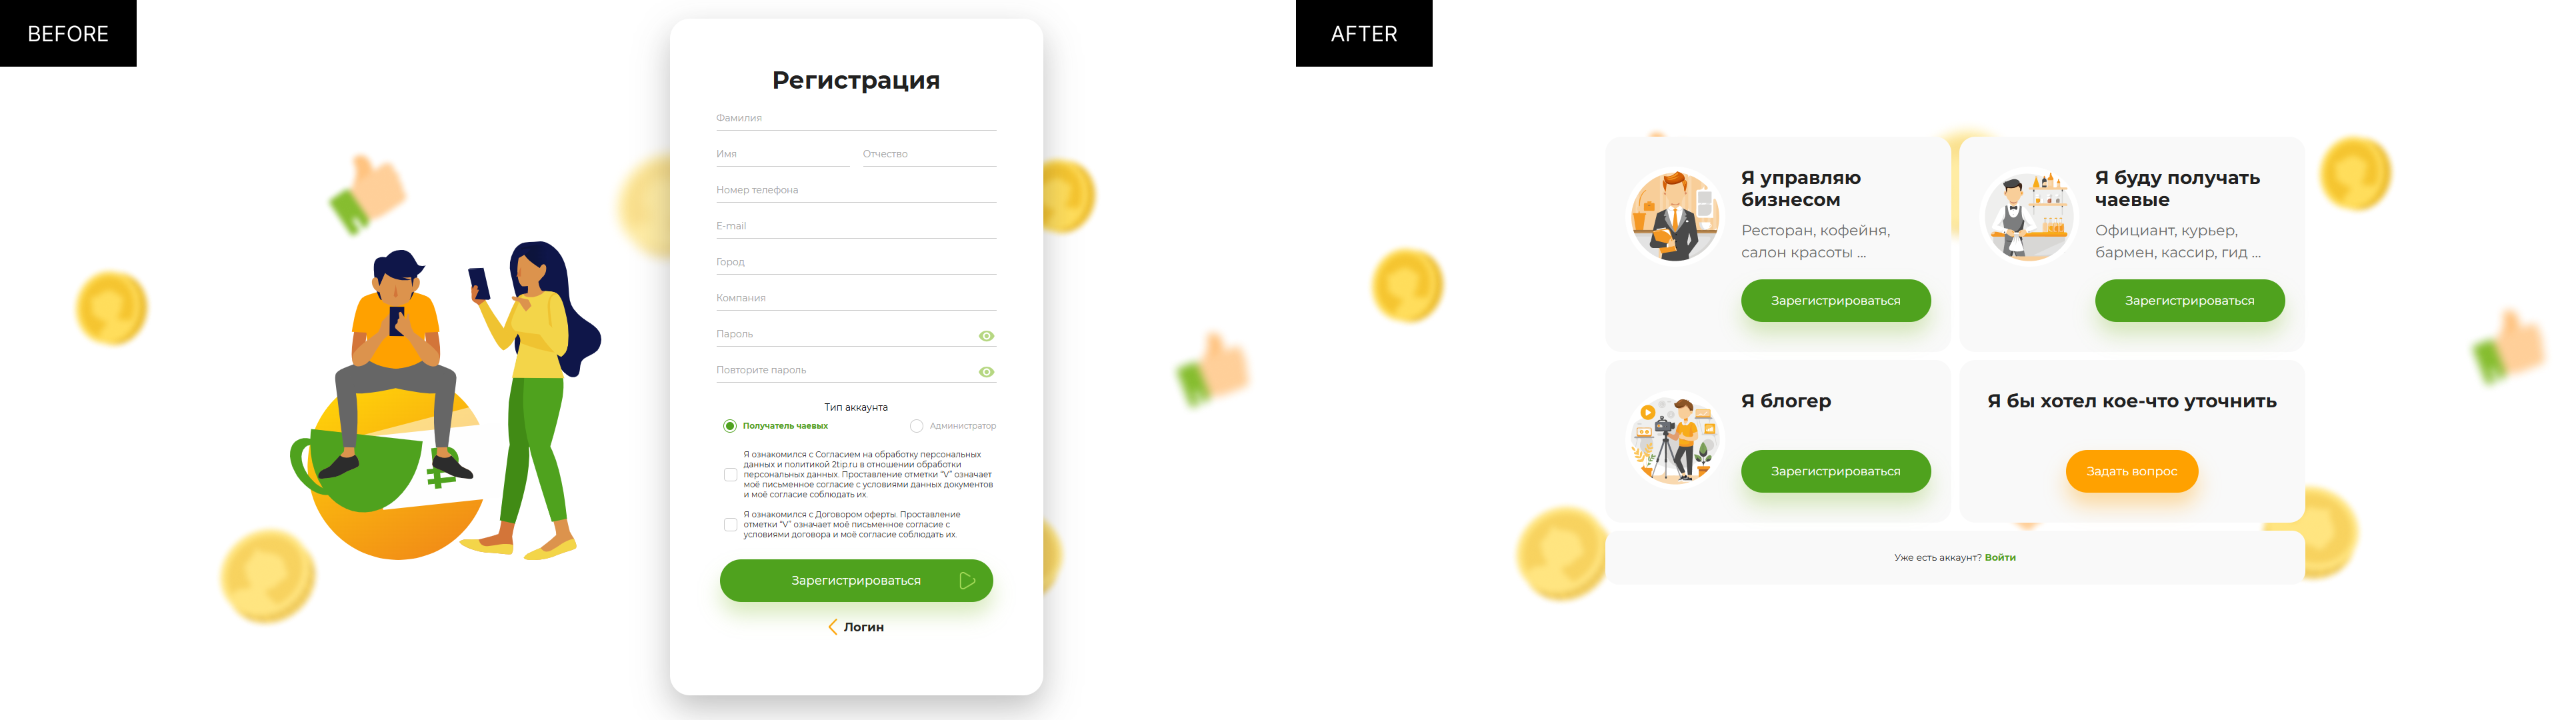 BEFORE
Регистрация
Фамилия
Имя
Отчество
Номер телефона
E-mail
Город
Компания
Пароль
Повторите пароль
Тип аккаунта
Получатель чаевых
Администратор
Я ознакомился с Согласием на обработку персональных
данных и политикой 2tip.ru в отношении обработки
персональных данных. Проставление отметки "V" означает
моё письменное согласие с условиями данных документов
и моё согласие соблюдать их.
Я ознакомился с Договором оферты. Проставление
отметки "V" означает моё письменное согласие с
условиями договора и моё согласие соблюдать их.
Зарегистрироваться
Логин
AFTER
Я управляю
бизнесом
Ресторан, кофейня,
салон красоты ...
Зарегистрироваться
Я буду получать
чаевые
Официант, курьер,
бармен, кассир, гид ...
Зарегистрироваться
Я блогер
Зарегистрироваться
Я бы хотел кое-что уточнить
Задать вопрос
Уже есть аккаунт? Войти